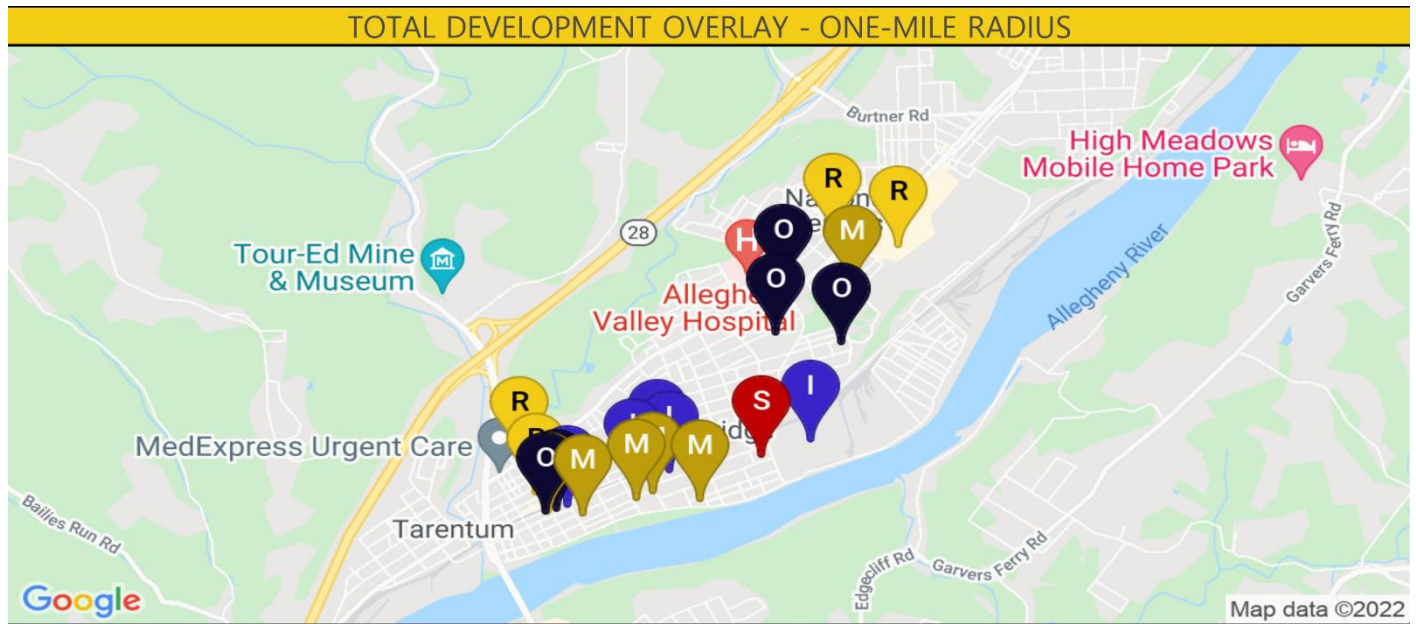 TOTAL DEVELOPMENT OVERLAY - ONE-MILE RADIUS
Burtner Rd
High Meadows
Mobile Home Park
R
R
28
O
M
H
Tour-Ed Mine
& Museum
M
O
O
Valley Hospital
Allegheny River
Garvers Ferry Rd
R
S
I
MedExpress Urgent Care
O
M
M
M
Tarentum
Bailies Run Rd
Edgecliff Rd
Garvers Ferry Rd
Google
Map data ©2022